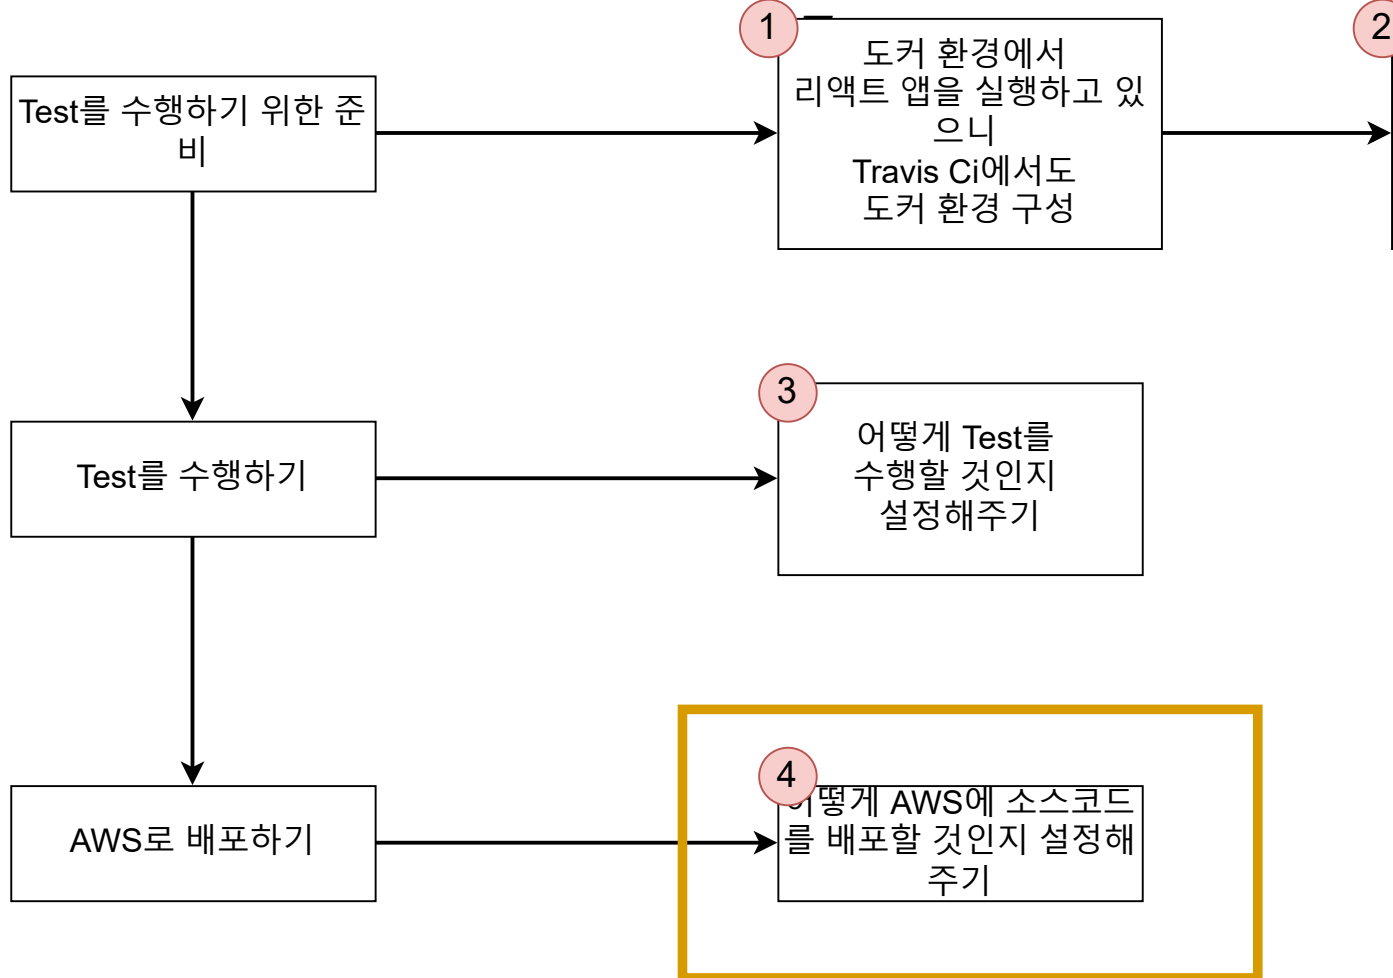 1
2
Test를 수행하기 위한 준
비
도커 환경에서
리액트 앱을 실행하고 있
으니
Travis Ci에서도
도커 환경 구성
3
Test를 수행하기
어떻게 Test를
수행할 것인지
설정해주기
4
AWS로 배포하기
어떻게 AWS에 소스코드
를 배포할 것인지 설정해
주기